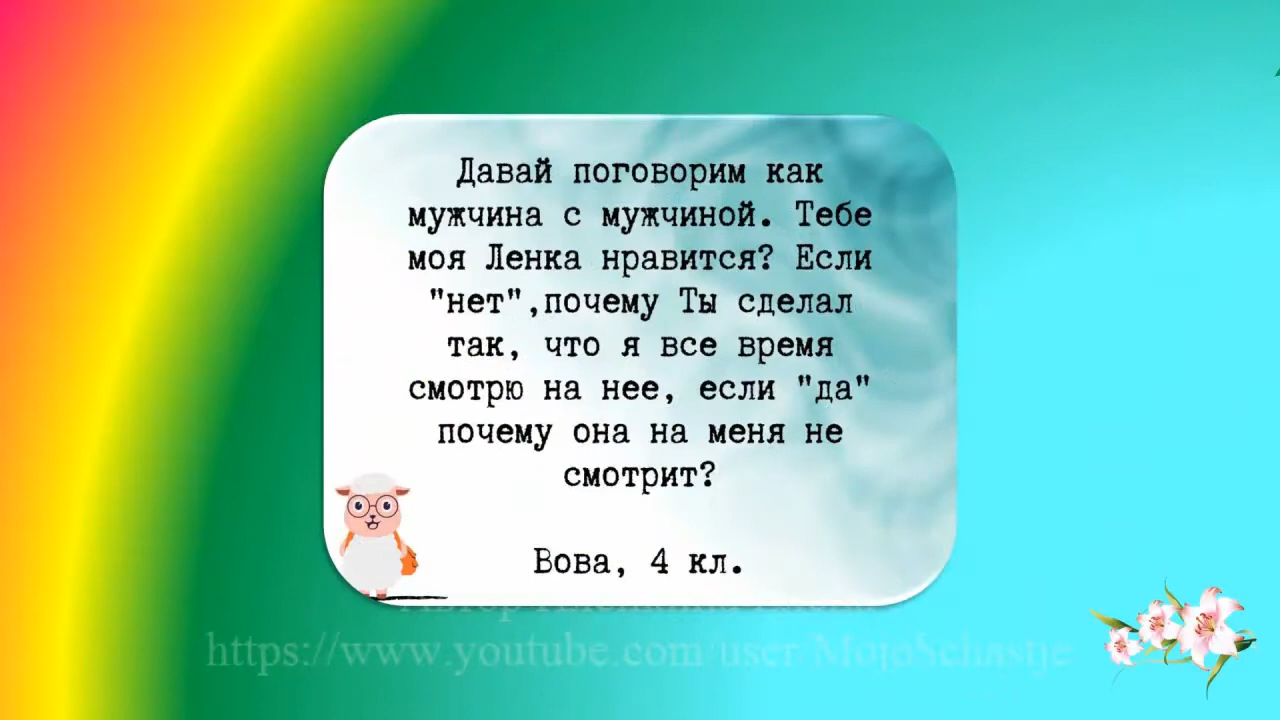 Давай поговорим как
мужчина с мужчиной. Тебе
моя Ленка нравится? Если
"нет",почему Ты сделал
так, что я все время
смотрю на нее, если "да"
почему она на меня не
смотрит?
Вова, 4 кл.
https://www.youtube.com/user/MojoSchastje